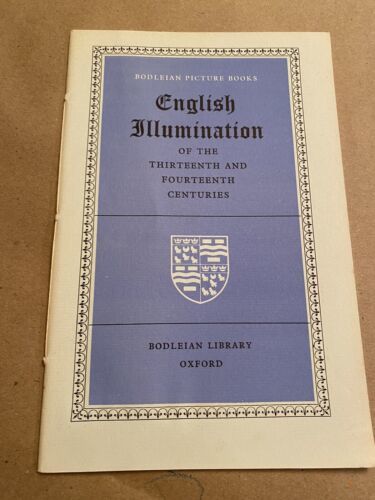 BODLEIAN PICTURE BOOKS
English
Illumination
OF THE
THIRTEENTH AND
FOURTEENTH
CENTURIES
BODLEIAN LIBRARY
OXFORD